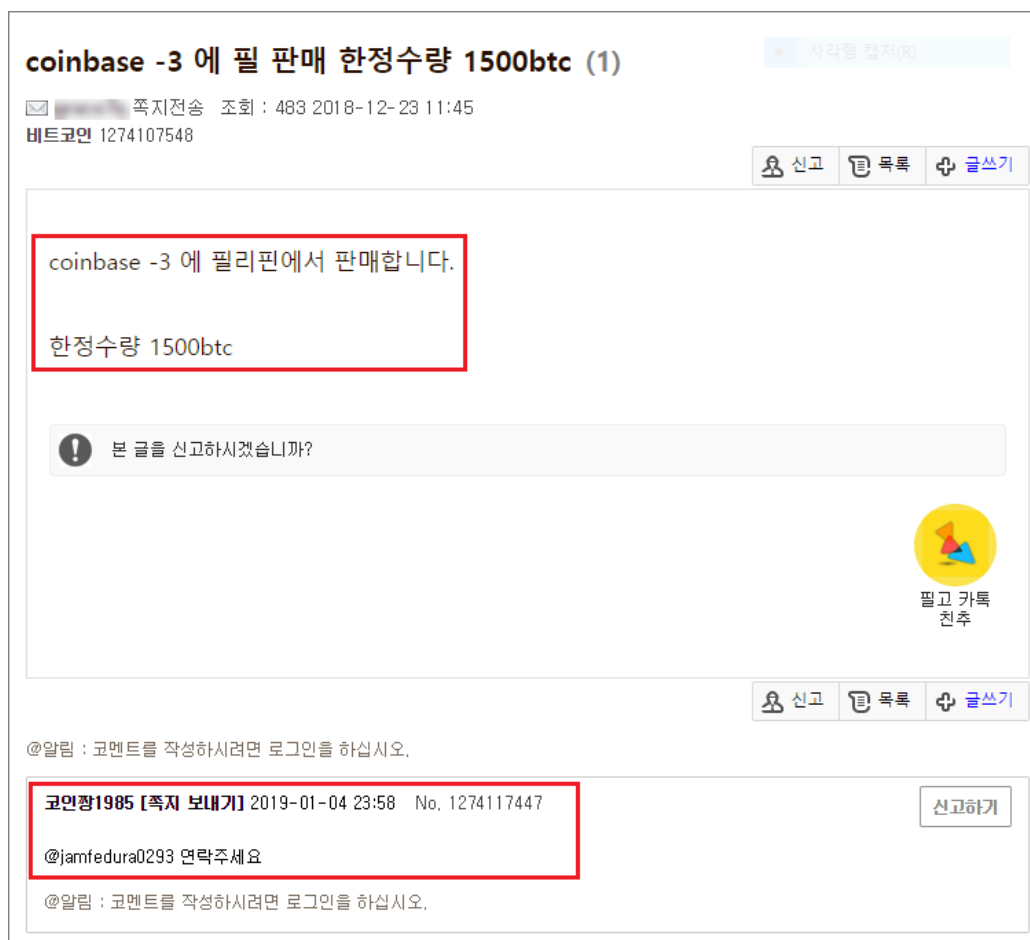 coinbase -3 에 필 판매 한정수량 1500btc (1)
사각형 캡저(R)
쪽지전송 조회 : 483 2018-12-23 11:45
비트코인 1274107548
신고 목록 글쓰기
coinbase -3 에 필리핀에서 판매합니다.
한정수량 1500btc
본 글을 신고하시겠습니까?
필고 카톡
친추
신고 목록 글쓰기
@알림 : 코멘트를 작성하시려면 로그인을 하십시오.
코인짱1985 [쪽지 보내기] 2019-01-04 23:58 No. 1274117447
신고하기
@jamfedura0293 연락주세요
@알림 : 코멘트를 작성하시려면 로그인을 하십시오.